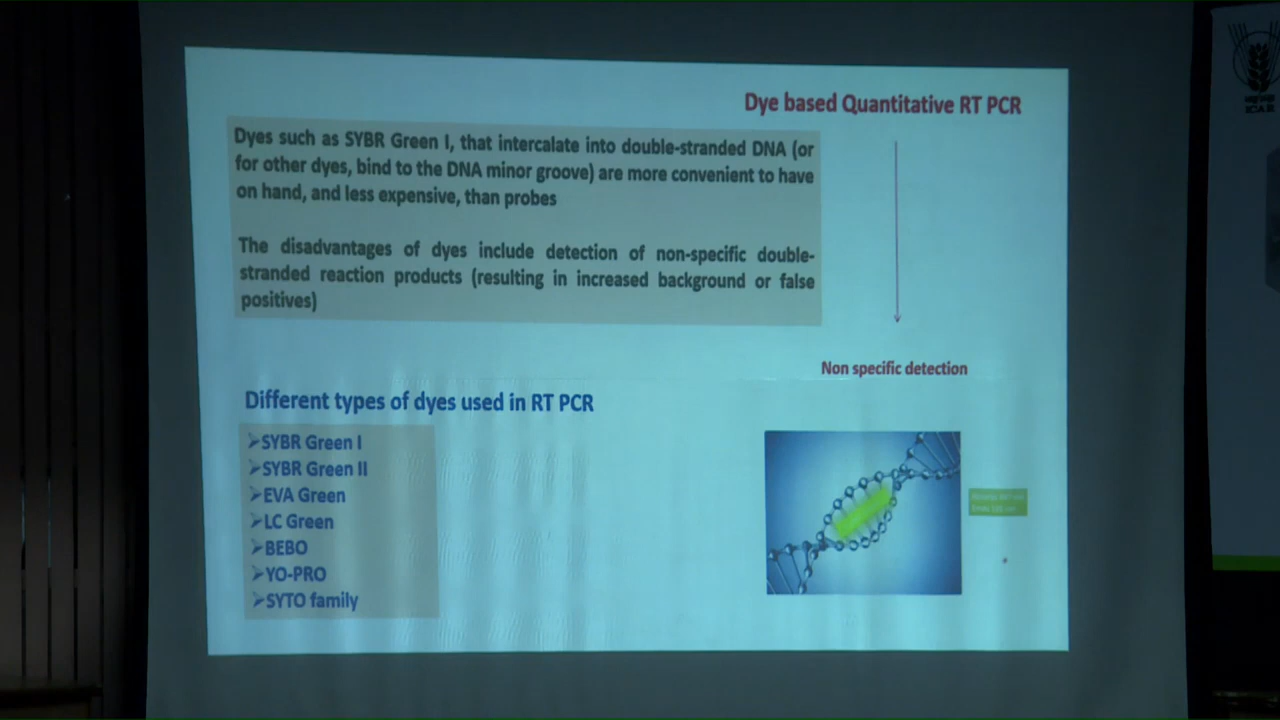 Dye based Quantitative RT PCR
Dyes such as SYBR Green I, that intercalate into double-stranded DNA (or
for other dyes, bind to the DNA minor groove) are more convenient to have
on hand, and less expensive, than probes
The disadvantages of dyes include detection of non-specific double-
stranded reaction products (resulting in increased background or false
positives)
Non specific detection
Different types of dyes used in RT PCR
➢SYBR Green I
➢SYBR Green II
➢EVA Green
➢LC Green
➢BEBO
➢YO-PRO
➢SYTO family
ICAR